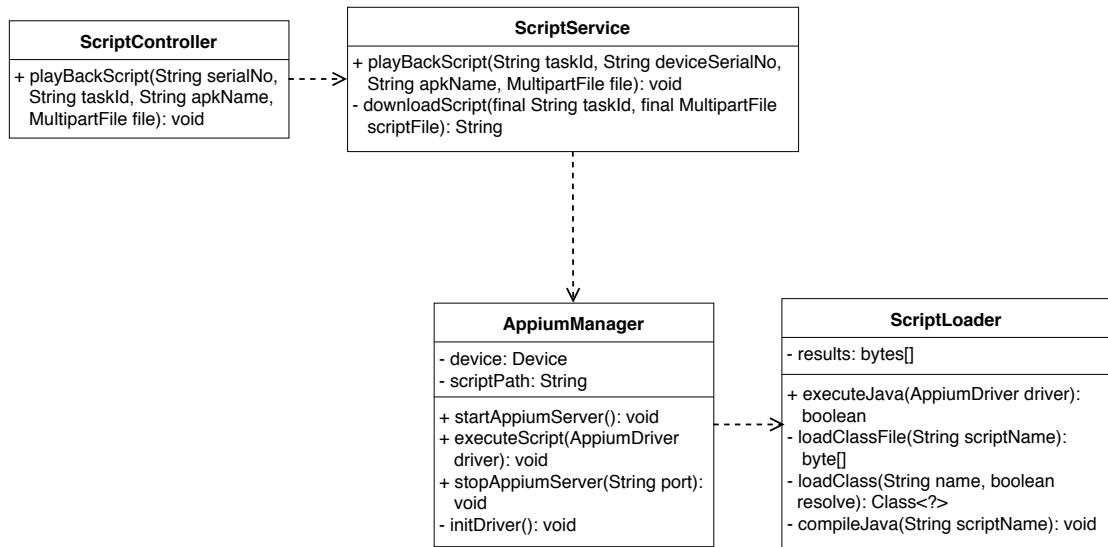 ScriptController
+ playBackScript(String serialNo,
String taskId, String apkName,
MultipartFile file): void
ScriptService
+ playBackScript(String taskId, String deviceSerialNo,
String apkName, MultipartFile file): void
- downloadScript(final String taskId, final MultipartFile
scriptFile): String
AppiumManager
- device: Device
- scriptPath: String
+ startAppiumServer(): void
+ executeScript(AppiumDriver
driver): void
+ stopAppiumServer(String port):
void
- initDriver(): void
ScriptLoader
- results: bytes[]
+ executeJava(AppiumDriver driver):
boolean
- loadClassFile(String scriptName):
byte[]
- loadClass(String name, boolean
resolve): Class<?>
- compileJava(String scriptName): void